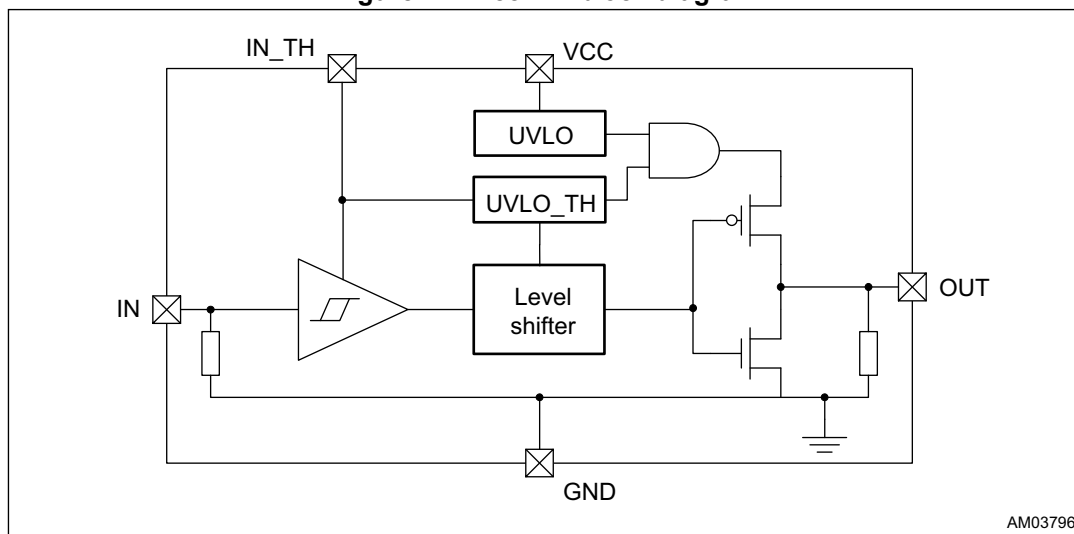 IN_TH
VCC
UVLO
UVLO_TH
IN
Level
shifter
OUT
GND
AM03796